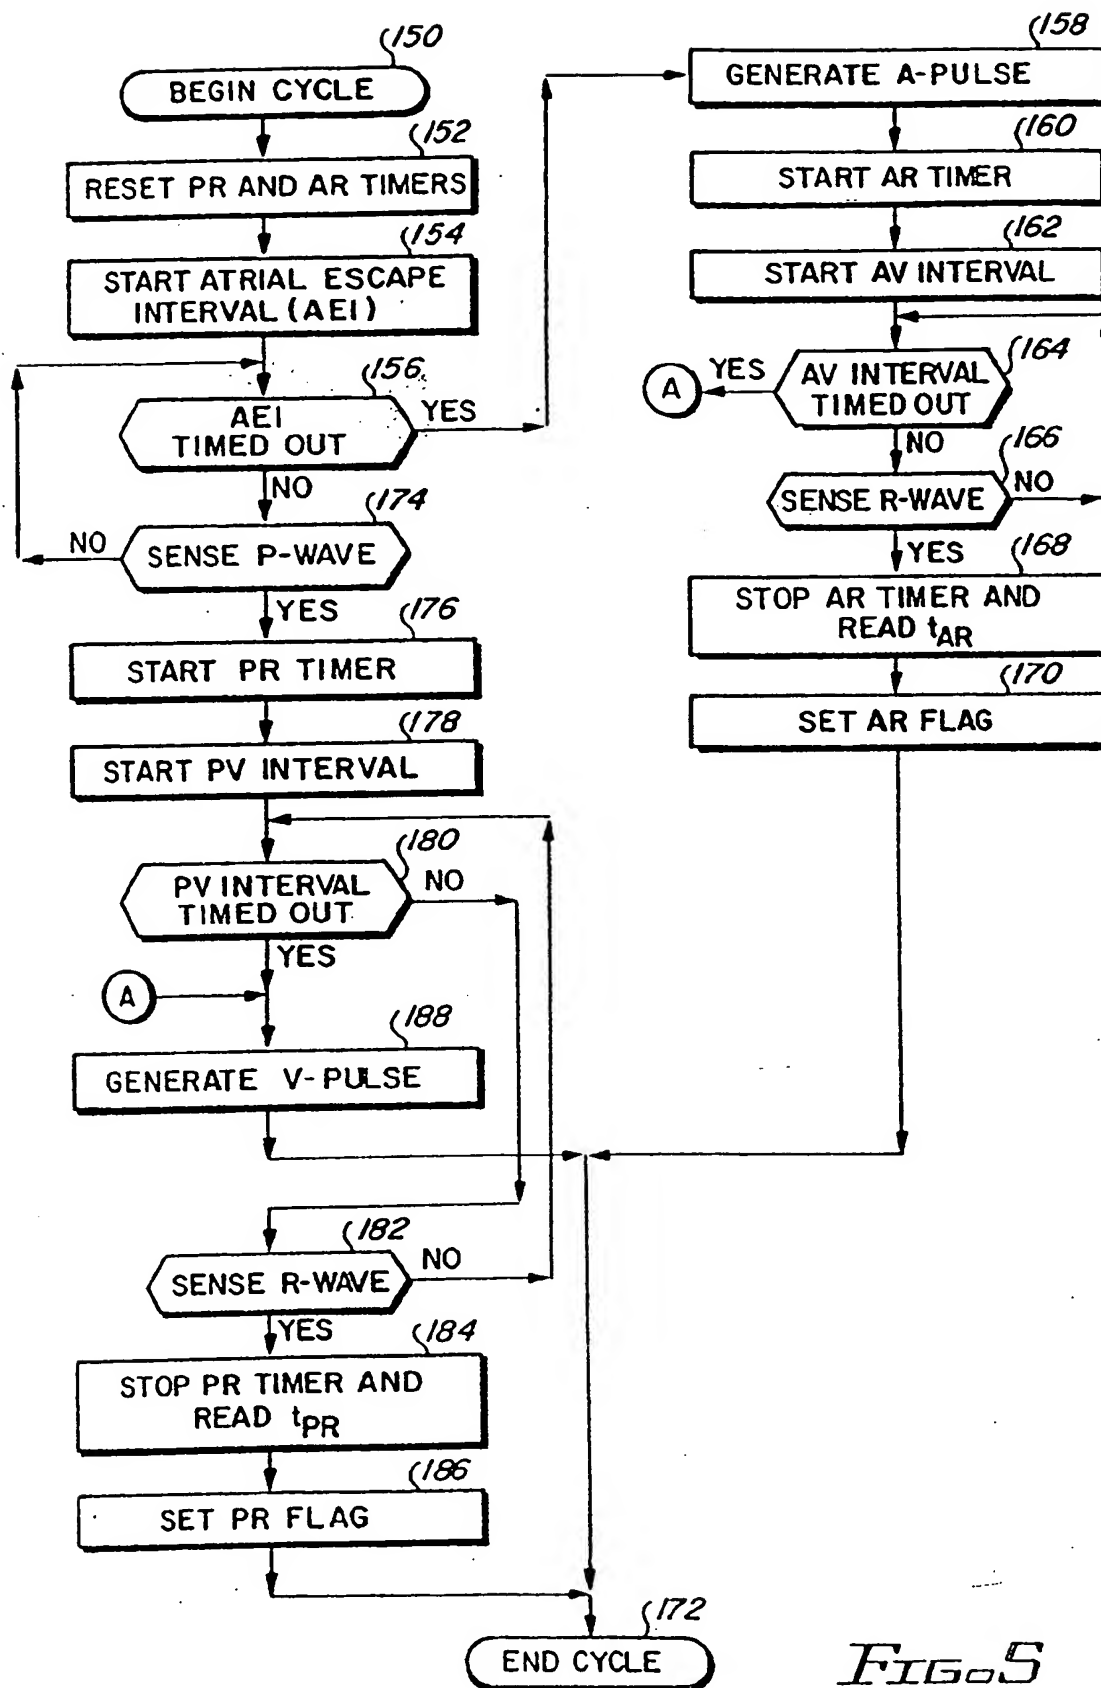 150
BEGIN CYCLE
152
RESET PR AND AR TIMERS
154
START ATRIAL ESCAPE
INTERVAL (AEI)
156
AEI
TIMED OUT
YES
NO
174
SENSE P-WAVE
NO
YES
176
START PR TIMER
178
START PV INTERVAL
180
PV INTERVAL
TIMED OUT
NO
YES
A
188
GENERATE V-PULSE
182
SENSE R-WAVE
NO
YES
184
STOP PR TIMER AND
READ tPR
186
SET PR FLAG
158
GENERATE A-PULSE
160
START AR TIMER
162
START AV INTERVAL
164
AV INTERVAL
TIMED OUT
YES
A
NO
166
SENSE R-WAVE
NO
YES
168
STOP AR TIMER AND
READ tAR
170
SET AR FLAG
172
END CYCLE
FIG. 5